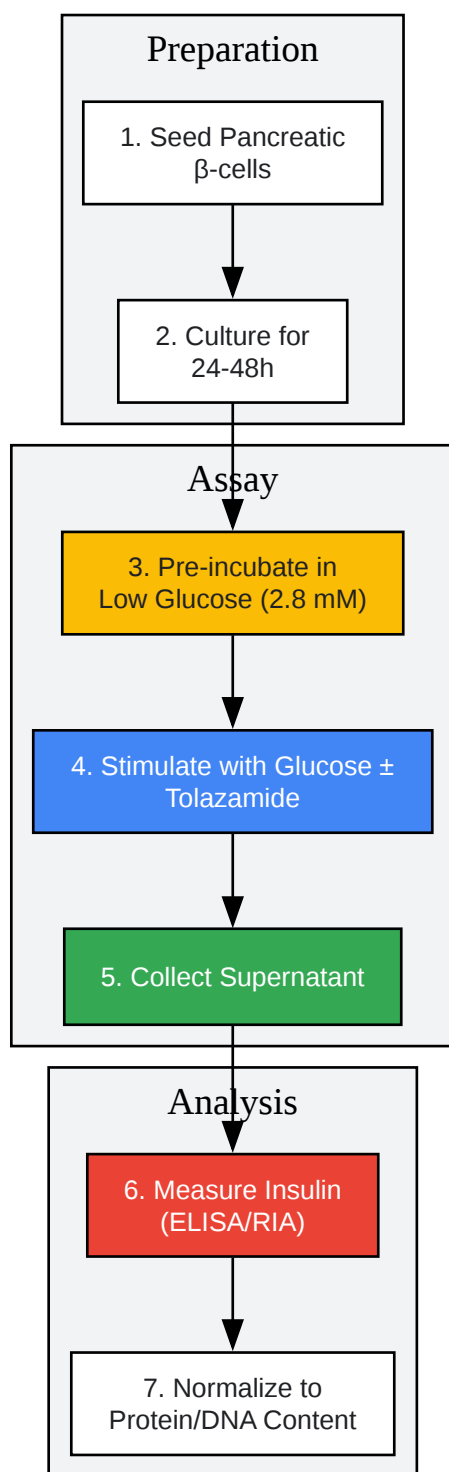 Preparation
1. Seed Pancreatic
β-cells
2. Culture for
24-48h
Assay
3. Pre-incubate in
Low Glucose (2.8 mM)
4. Stimulate with Glucose ±
Tolazamide
5. Collect Supernatant
Analysis
6. Measure Insulin
(ELISA/RIA)
7. Normalize to
Protein/DNA Content